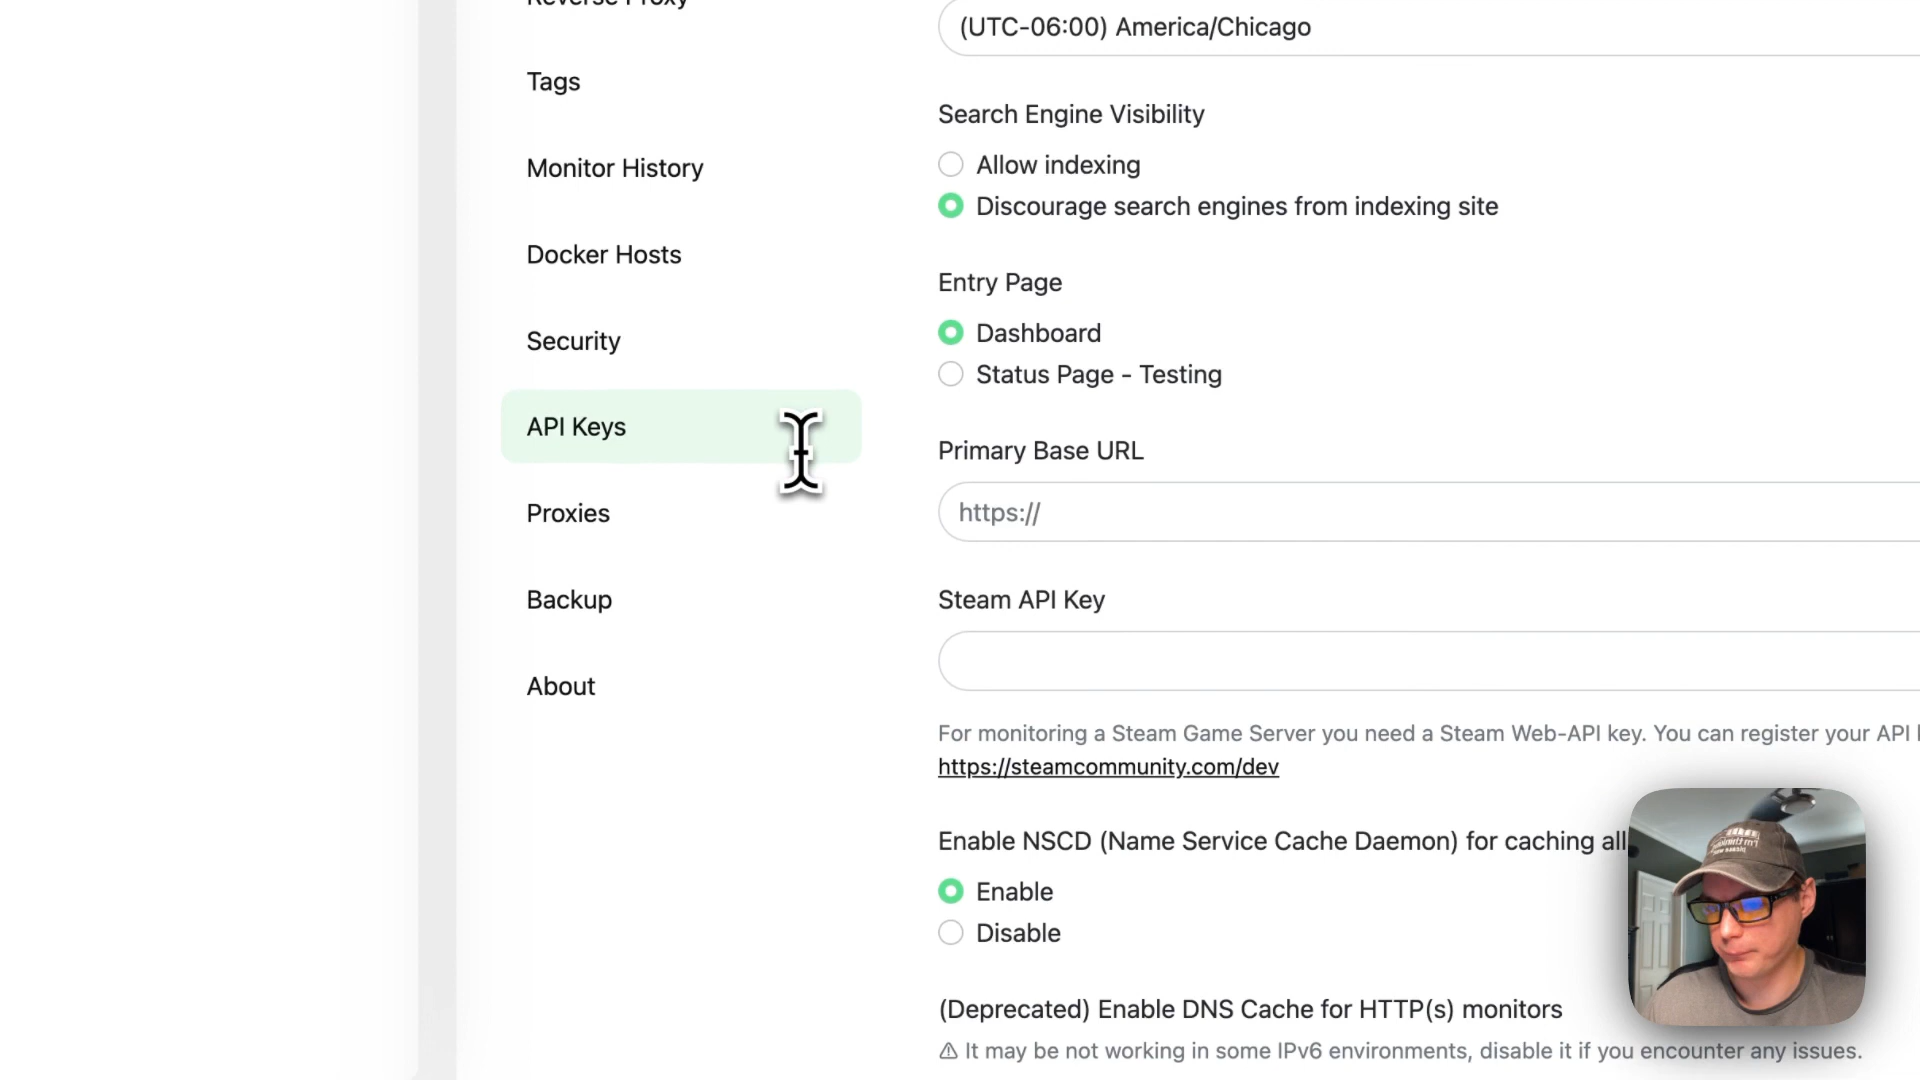 Reverse Proxy
Tags
Monitor History
Docker Hosts
Security
API Keys
Proxies
Backup
About
(UTC-06:00) America/Chicago
Search Engine Visibility
Allow indexing
Discourage search engines from indexing site
Entry Page
Dashboard
Status Page - Testing
Primary Base URL
https://
Steam API Key
For monitoring a Steam Game Server you need a Steam Web-API key. You can register your API
https://steamcommunity.com/dev
Enable NSCD (Name Service Cache Daemon) for caching all
Enable
Disable
(Deprecated) Enable DNS Cache for HTTP(s) monitors
⚠ It may be not working in some IPv6 environments, disable it if you encounter any issues.